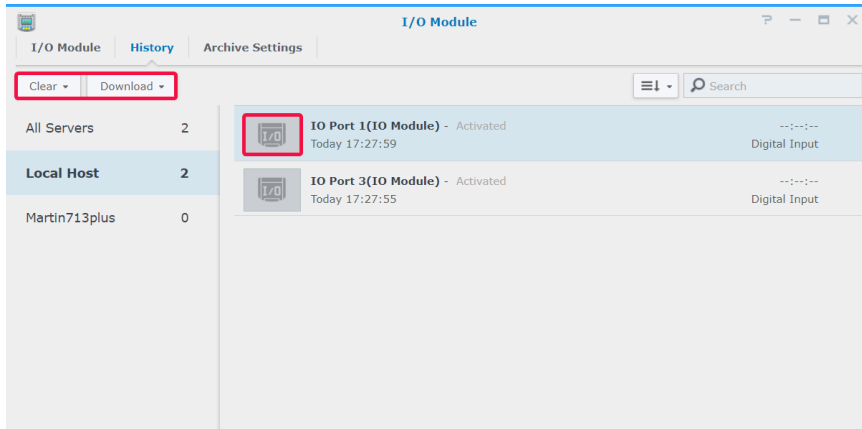 I/O Module
I/O Module History Archive Settings
Clear Download Search
All Servers 2
Local Host 2
Martin713plus 0
I/O IO Port 1(IO Module) - Activated --:--:--
Today 17:27:59 Digital Input
I/O IO Port 3(IO Module) - Activated --:--:--
Today 17:27:55 Digital Input